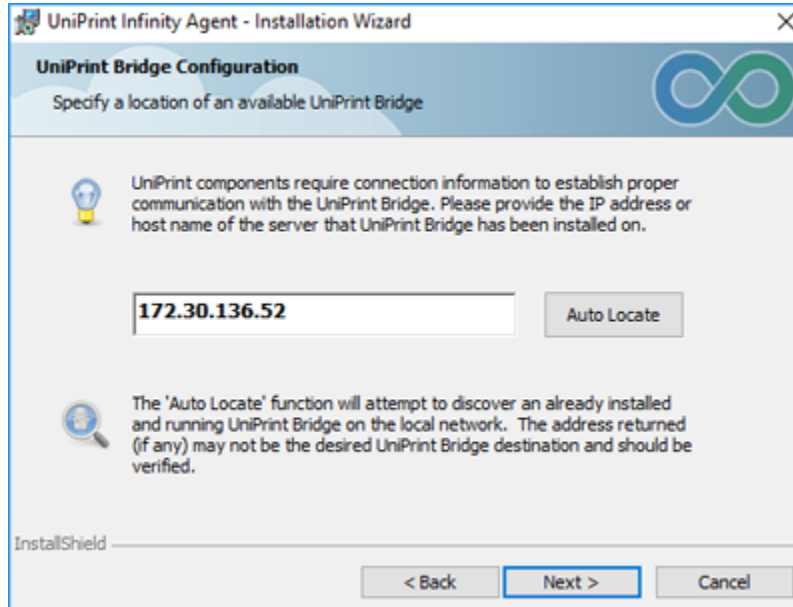 UniPrint Infinity Agent - Installation Wizard
UniPrint Bridge Configuration
Specify a location of an available UniPrint Bridge
UniPrint components require connection information to establish proper
communication with the UniPrint Bridge. Please provide the IP address or
host name of the server that UniPrint Bridge has been installed on.
172.30.136.52
Auto Locate
The 'Auto Locate' function will attempt to discover an already installed
and running UniPrint Bridge on the local network. The address returned
(if any) may not be the desired UniPrint Bridge destination and should be
verified.
InstallShield
< Back
Next >
Cancel